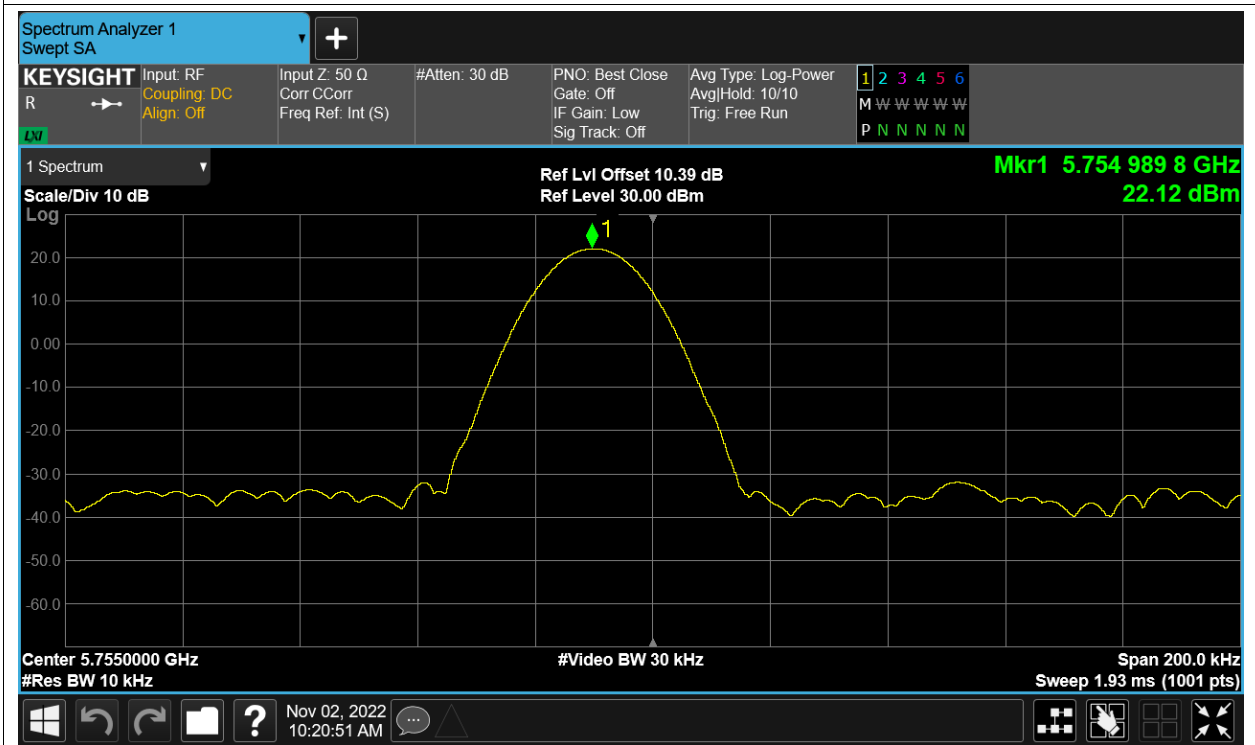 Spectrum Analyzer 1
Swept SA
+
KEYSIGHT
R
LXI
Input: RF
Coupling: DC
Align: Off
Input Z: 50 Ω
Corr CCorr
Freq Ref: Int (S)
#Atten: 30 dB
PNO: Best Close
Gate: Off
IF Gain: Low
Sig Track: Off
Avg Type: Log-Power
Avg|Hold: 10/10
Trig: Free Run
1 2 3 4 5 6
M W W W W W
P N N N N N
1 Spectrum
Scale/Div 10 dB
Log
Ref Lvl Offset 10.39 dB
Ref Level 30.00 dBm
Mkr1 5.754 989 8 GHz
22.12 dBm
1
20.0
10.0
0.00
-10.0
-20.0
-30.0
-40.0
-50.0
-60.0
Center 5.7550000 GHz
#Res BW 10 kHz
#Video BW 30 kHz
Span 200.0 kHz
Sweep 1.93 ms (1001 pts)
?
Nov 02, 2022
10:20:51 AM